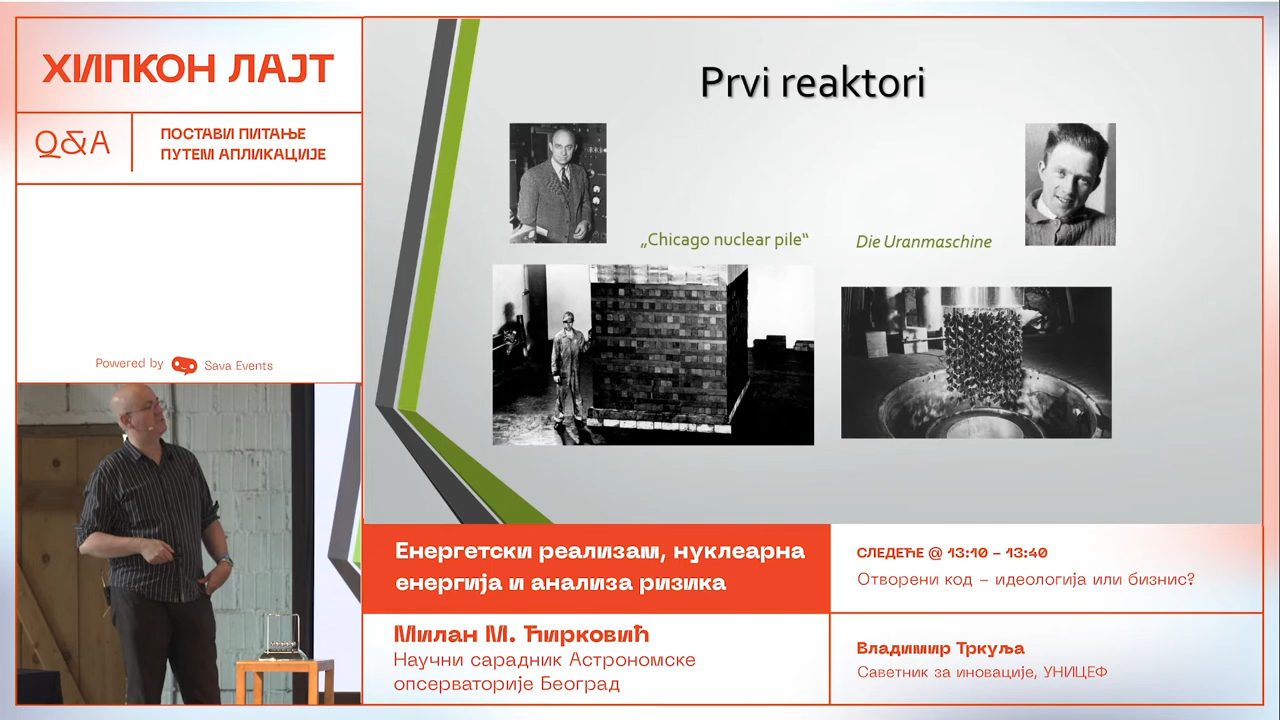 ХИПКОН ЛАЈТ
Q&A
ПОСТАВИ ПИТАЊЕ
ПУТЕМ АПЛИКАЦИЈЕ
Powered by Sava Events
Prvi reaktori
„Chicago nuclear pile“
Die Uranmaschine
Енергетски реализам, нуклеарна
енергија и анализа ризика
Милан М. Ћирковић
Научни сарадник Астрономске
опсерваторије Београд
СЛЕДЕЋЕ @ 13:10 – 13:40
Отворени код – идеологија или бизнис?
Владимир Тркуља
Саветник за иновације, УНИЦЕФ